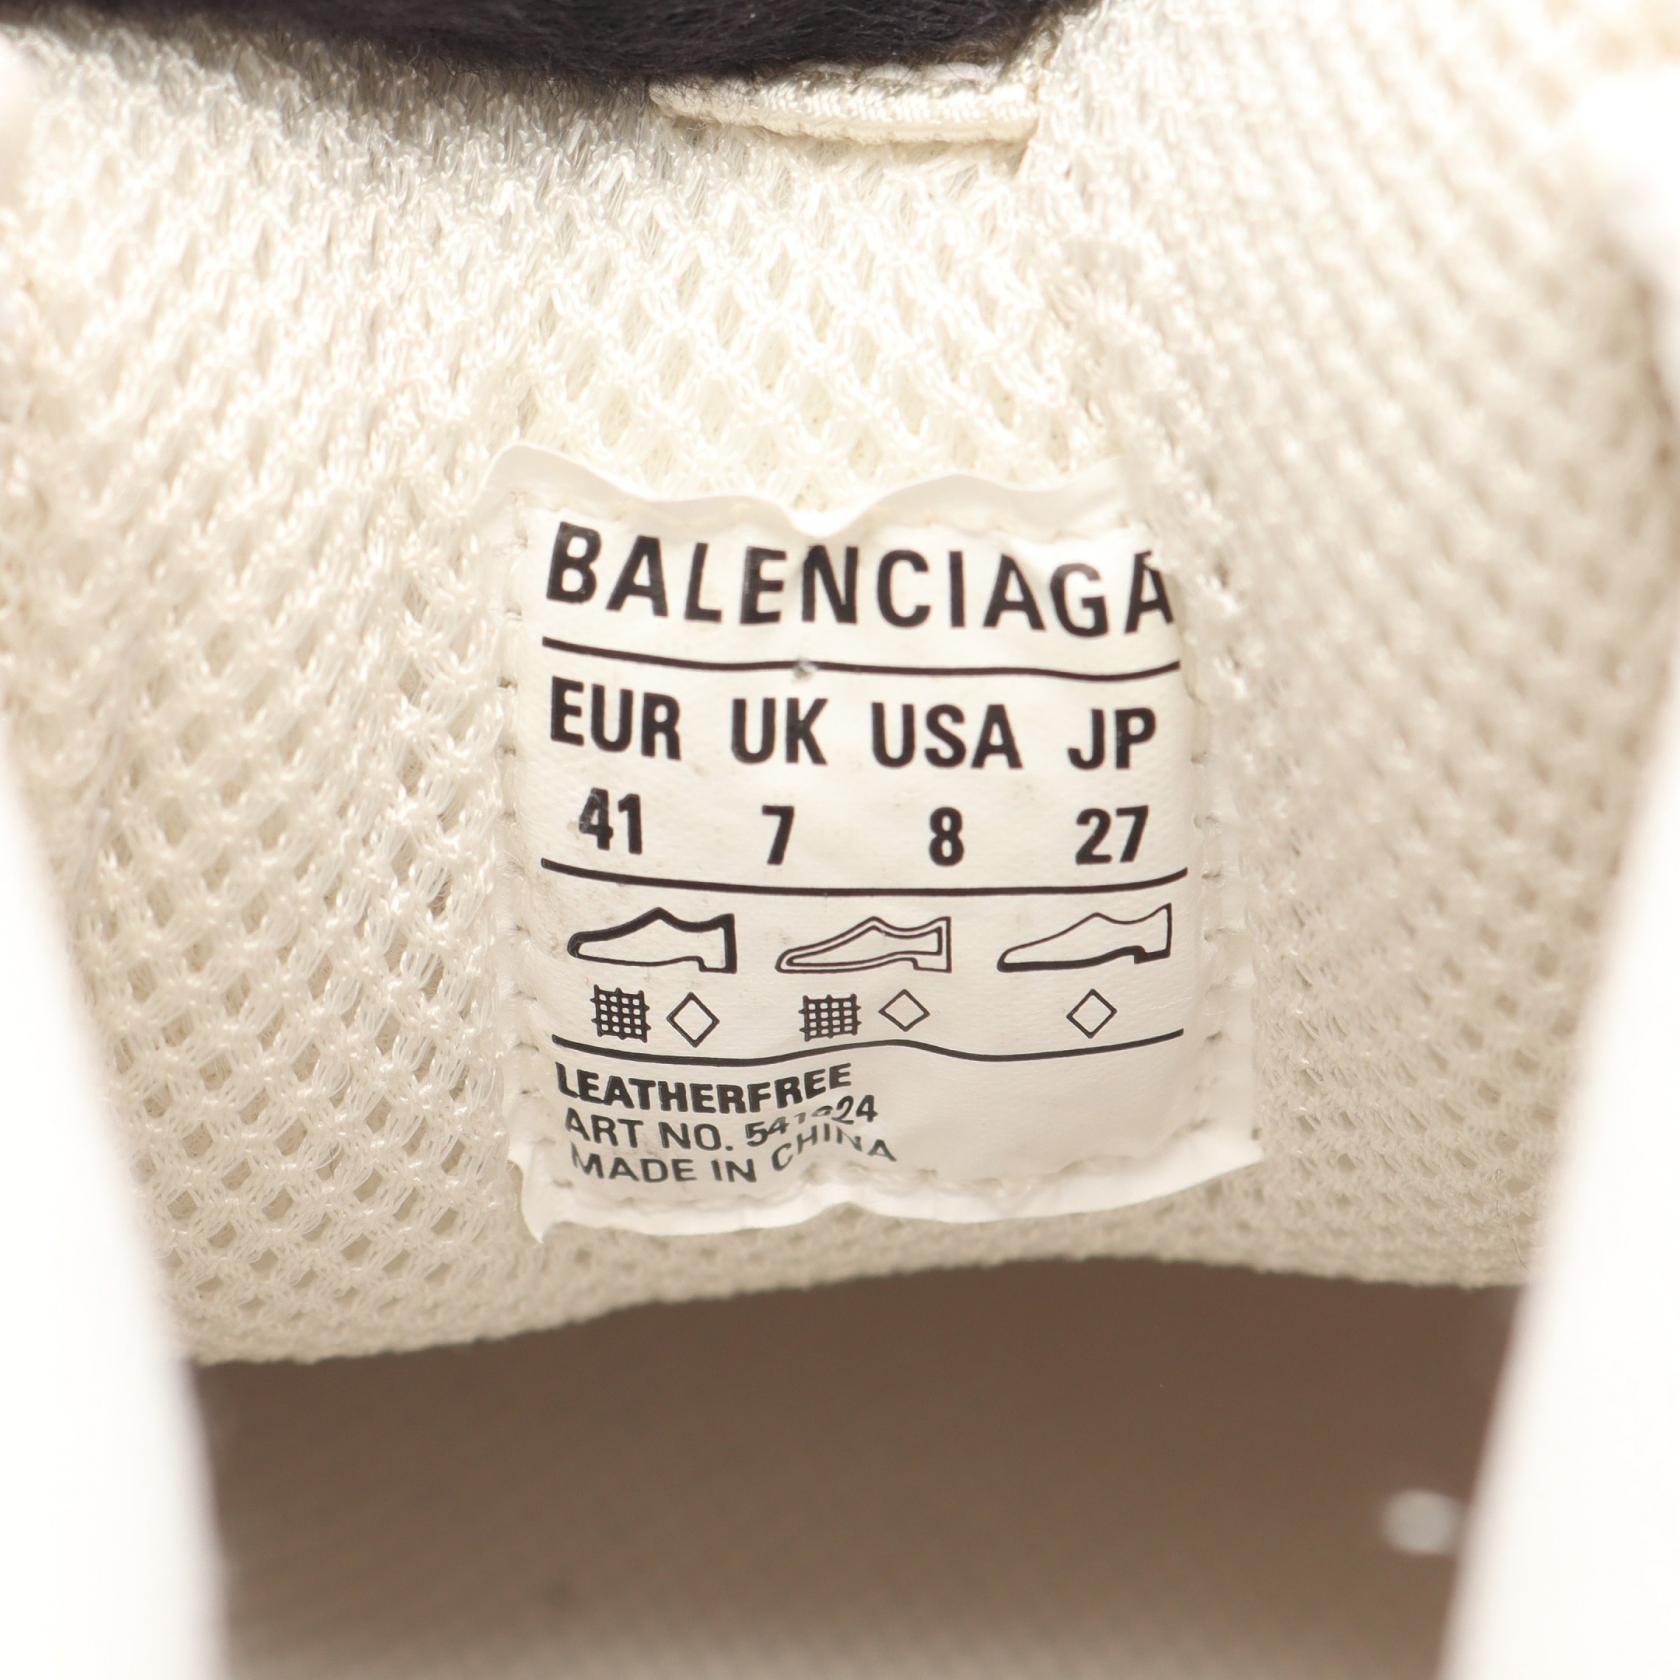 BALENCIAGA
EUR UK USA JP
41 7 8 27
LEATHERFREE
ART NO.
MADE IN CHINA